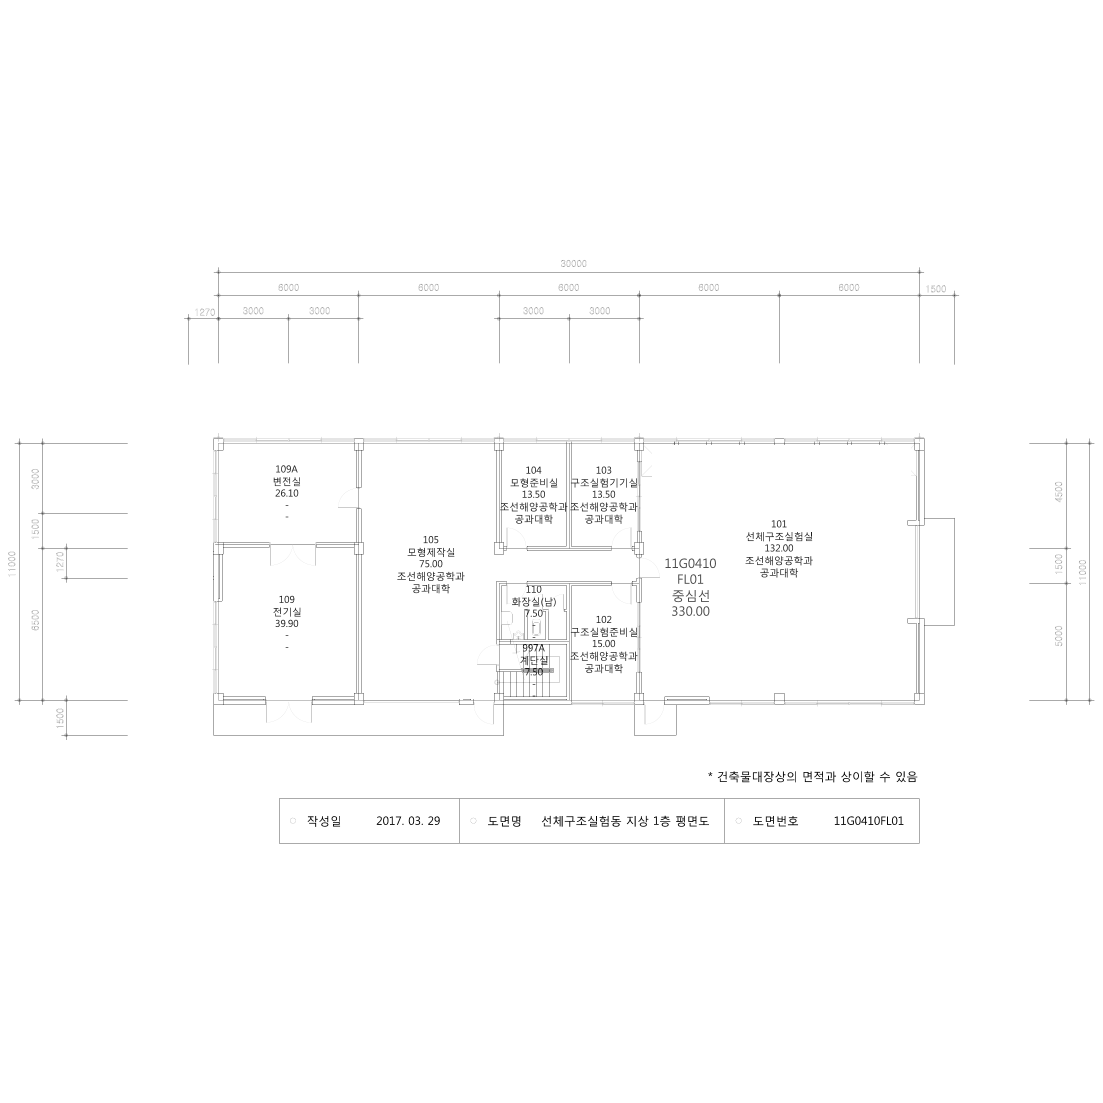 30000
6000
6000
6000
6000
6000
1500
1270
3000
3000
3000
3000
11000
3000
1500
6500
1270
1500
4500
1500
5000
11000
109A
변전실
26.10
-
-
109
전기실
39.90
-
-
105
모형제작실
75.00
조선해양공학과
공과대학
104
모형준비실
13.50
조선해양공학과
공과대학
103
구조실험기기실
13.50
조선해양공학과
공과대학
110
화장실(남)
7.50
-
-
997A
계단실
7.50
-
-
102
구조실험준비실
15.00
조선해양공학과
공과대학
11G0410
FL01
중심선
330.00
101
선체구조실험실
132.00
조선해양공학과
공과대학
* 건축물대장상의 면적과 상이할 수 있음
작성일 2017. 03. 29 도면명 선체구조실험동 지상 1층 평면도 도면번호 11G0410FL01